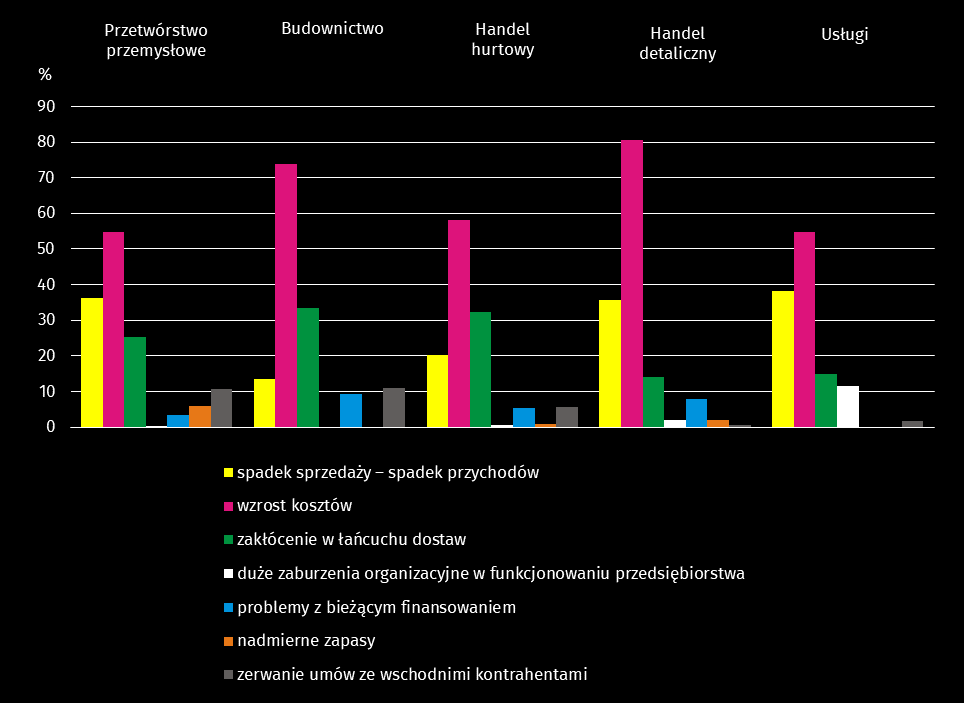 Przetwórstwo
przemysłowe
Budownictwo
Handel
hurtowy
Handel
detaliczny
Usługi
%
90
80
70
60
50
40
30
20
10
0
spadek sprzedaży – spadek przychodów
wzrost kosztów
zakłócenie w łańcuchu dostaw
duże zaburzenia organizacyjne w funkcjonowaniu przedsiębiorstwa
problemy z bieżącym finansowaniem
nadmierne zapasy
zerwanie umów ze wschodnimi kontrahentami